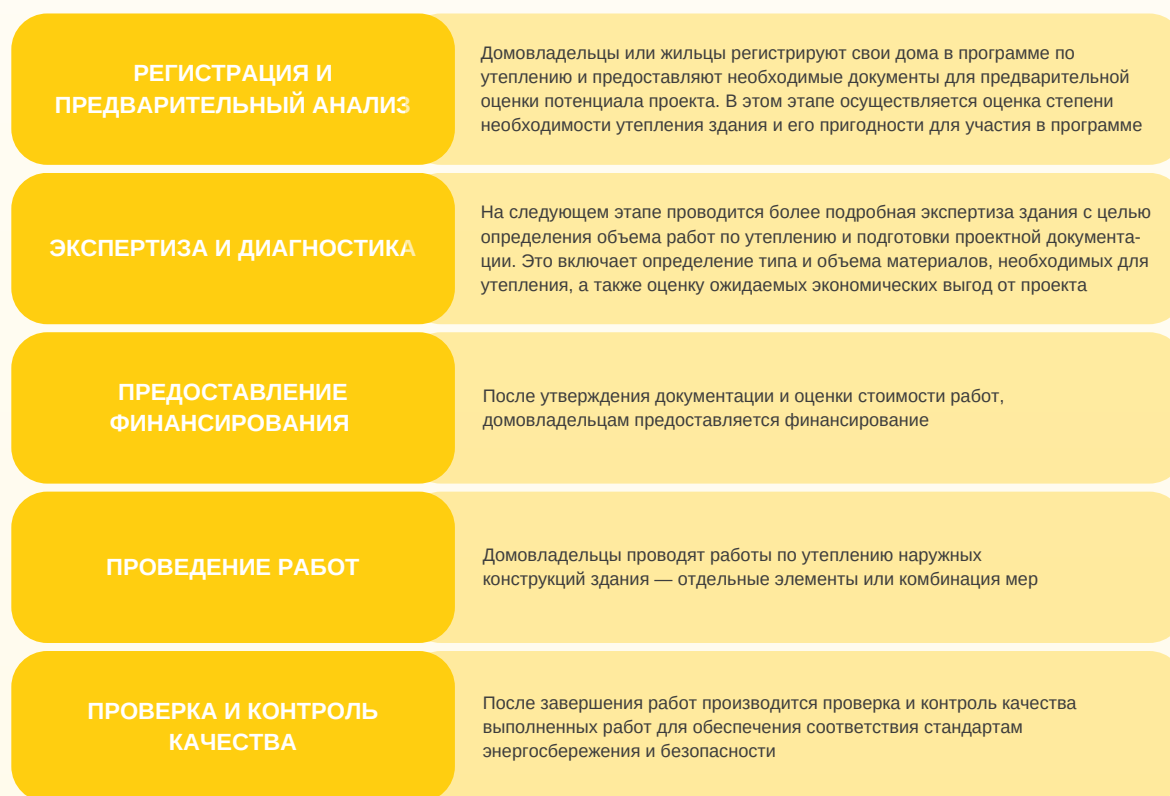 РЕГИСТРАЦИЯ И
ПРЕДВАРИТЕЛЬНЫЙ АНАЛИЗ
Домовладельцы или жильцы регистрируют свои дома в программе по
утеплению и предоставляют необходимые документы для предварительной
оценки потенциала проекта. В этом этапе осуществляется оценка степени
необходимости утепления здания и его пригодности для участия в программе
ЭКСПЕРТИЗА И ДИАГНОСТИКА
На следующем этапе проводится более подробная экспертиза здания с целью
определения объема работ по утеплению и подготовки проектной документа-
ции. Это включает определение типа и объема материалов, необходимых для
утепления, а также оценку ожидаемых экономических выгод от проекта
ПРЕДОСТАВЛЕНИЕ
ФИНАНСИРОВАНИЯ
После утверждения документации и оценки стоимости работ,
домовладельцам предоставляется финансирование
ПРОВЕДЕНИЕ РАБОТ
Домовладельцы проводят работы по утеплению наружных
конструкций здания — отдельные элементы или комбинация мер
ПРОВЕРКА И КОНТРОЛЬ
КАЧЕСТВА
После завершения работ производится проверка и контроль качества
выполненных работ для обеспечения соответствия стандартам
энергосбережения и безопасности